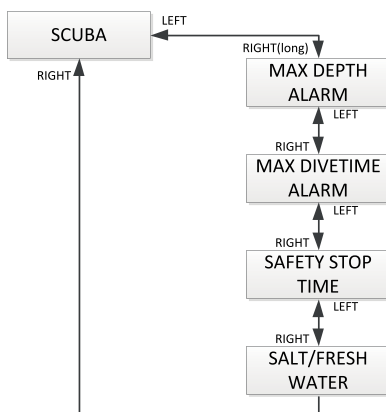 SCUBA
LEFT
RIGHT(long)
RIGHT
MAX DEPTH
ALARM
LEFT
RIGHT
MAX DIVETIME
ALARM
LEFT
RIGHT
SAFETY STOP
TIME
LEFT
RIGHT
SALT/FRESH
WATER